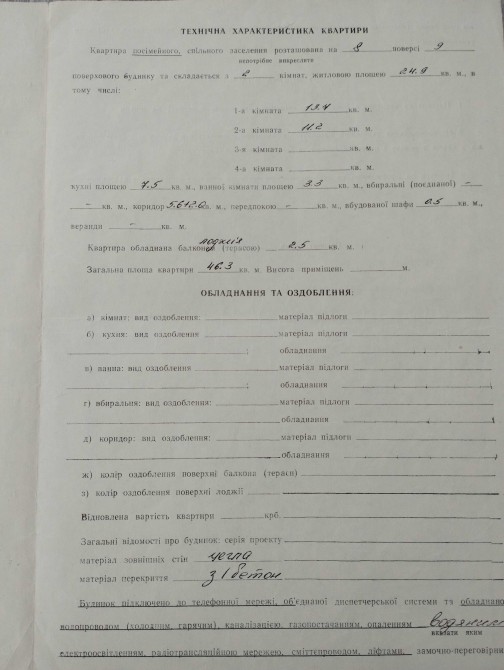 ТЕХНІЧНА ХАРАКТЕРИСТИКА КВАРТИРИ
Квартира посімейного, спільного заселення розташована на 8 поверсі 9
непотрібне викреслити
поверхового будинку та складається з 2 кімнат, житловою площею 24.9 кв. м., в
тому числі:
1-а кімната 13.7 кв. м.
2-а кімната 11.2 кв. м.
3-я кімната кв. м.
4-а кімната кв. м.
кухні площею 7.5 кв. м., ванної кімнати площею 3.3 кв. м., вбиральні (поєднаної) –
– кв. м., коридор 5.6+2.0 кв. м., передпокою – кв. м., вбудованої шафа 0.5 кв. м.,
веранди – кв. м.
лоджія
Квартира обладнана балконом (терасою) 2.5 кв. м.
Загальна площа квартири 46.3 кв. м. Висота приміщень м.
ОБЛАДНАННЯ ТА ОЗДОБЛЕННЯ:
а) кімнат: вид оздоблення: матеріал підлоги
б) кухня: вид оздоблення матеріал підлоги
; обладнання
в) ванна: вид оздоблення матеріал підлоги
; обладнання
г) вбиральня: вид оздоблення: матеріал підлоги
обладнання
д) коридор: вид оздоблення: матеріал підлоги
обладнання
ж) колір оздоблення поверхні балкона (тераси)
з) колір оздоблення поверхні лоджії
Відновлена вартість квартири крб.
Загальні відомості про будинок: серія проекту
матеріал зовнішніх стін цегла
матеріал перекриття з/бетон
Будинок підключено до телефонної мережі, об'єднаної диспетчерської системи та обладнано
водопроводом (холодним, гарячим), каналізацією, газопостачанням, опаленням водяним
вказати яким
електроосвітленням, радіотрансляційною мережею, сміттєпроводом, ліфтами, замочно-переговорні